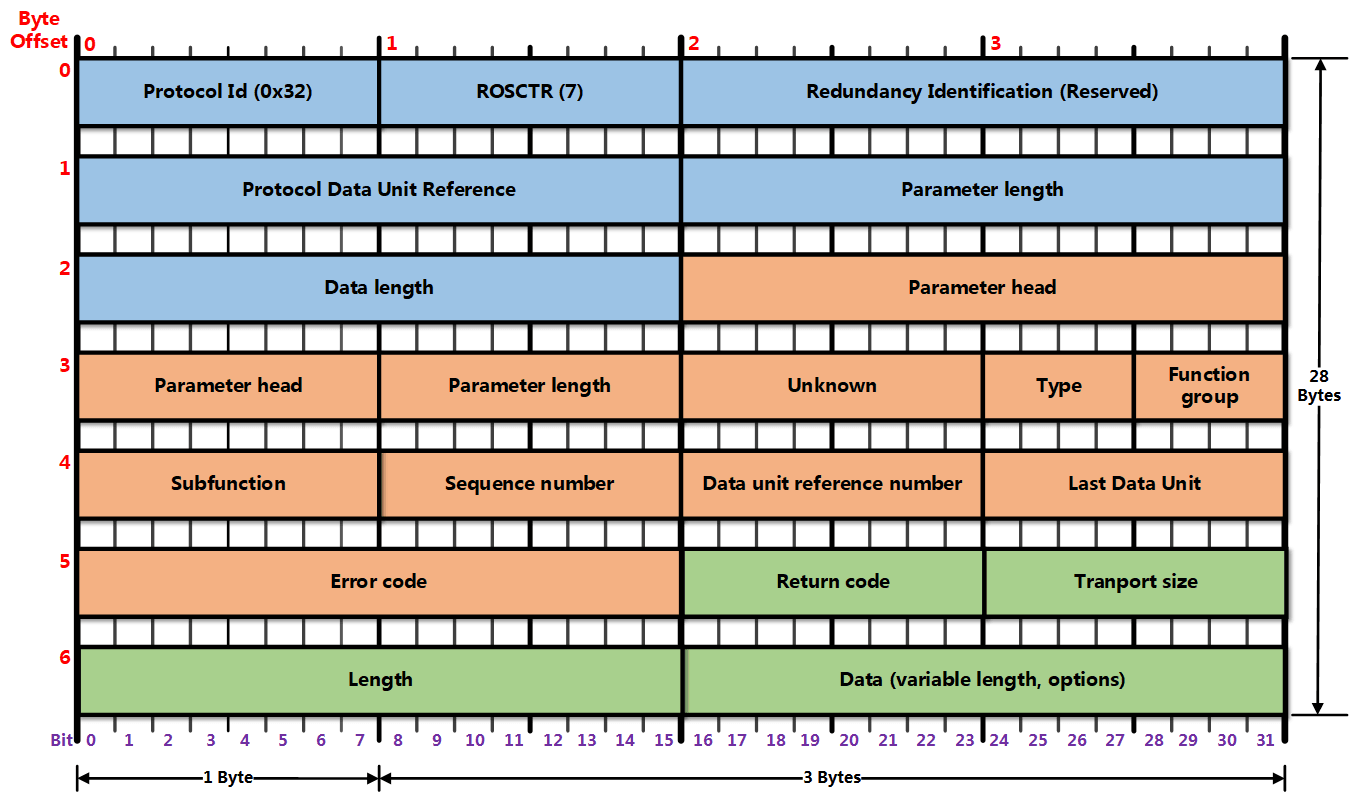 Byte
Offset
0 1 2 3
0
Protocol Id (0x32) ROSCTR (7) Redundancy Identification (Reserved)
1
Protocol Data Unit Reference Parameter length
2
Data length Parameter head
3
Parameter head Parameter length Unknown Type Function
group
28
Bytes
4
Subfunction Sequence number Data unit reference number Last Data Unit
5
Error code Return code Tranport size
6
Length Data (variable length, options)
Bit 0 1 2 3 4 5 6 7 8 9 10 11 12 13 14 15 16 17 18 19 20 21 22 23 24 25 26 27 28 29 30 31
1 Byte 3 Bytes